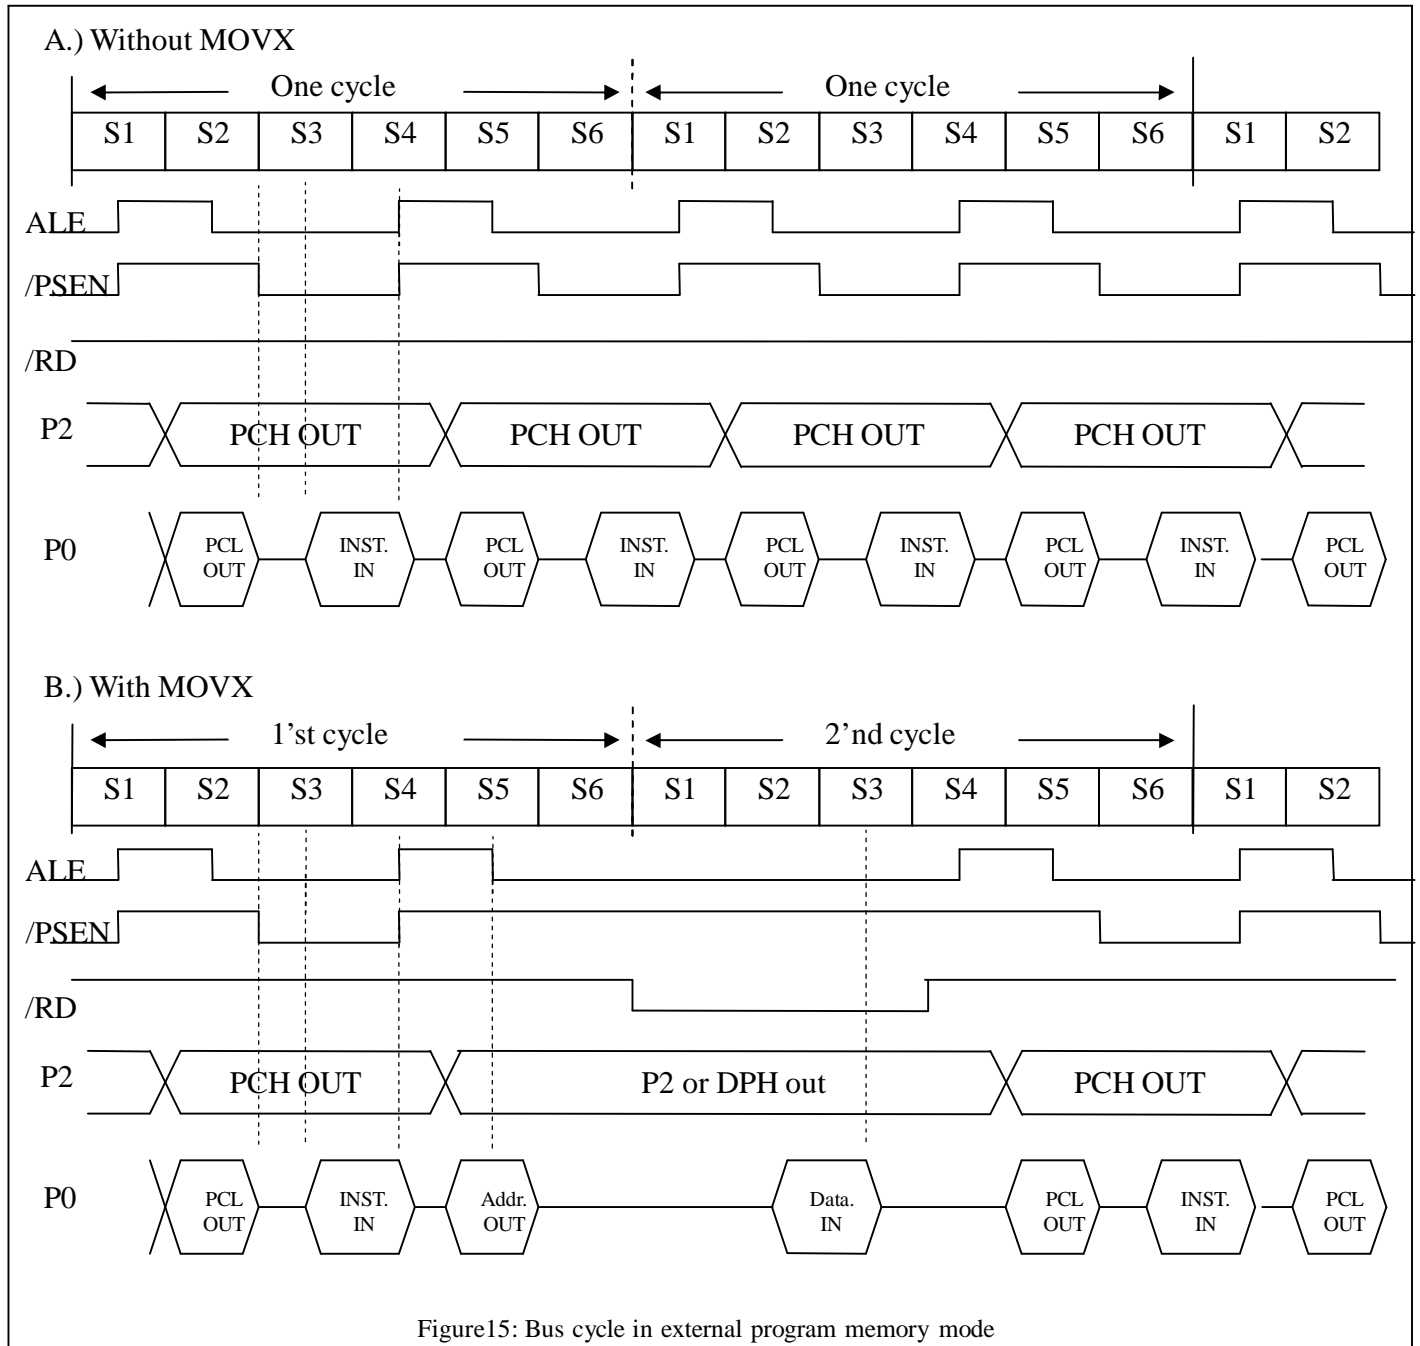 A.) Without MOVX
One cycle One cycle
S1 S2 S3 S4 S5 S6 S1 S2 S3 S4 S5 S6 S1 S2
ALE
/PSEN
/RD
P2 PCH OUT PCH OUT PCH OUT PCH OUT
P0 PCL OUT INST. IN PCL OUT INST. IN PCL OUT INST. IN PCL OUT INST. IN PCL OUT
B.) With MOVX
1’st cycle 2’nd cycle
S1 S2 S3 S4 S5 S6 S1 S2 S3 S4 S5 S6 S1 S2
ALE
/PSEN
/RD
P2 PCH OUT P2 or DPH out PCH OUT
P0 PCL OUT INST. IN Addr. OUT Data. IN PCL OUT INST. IN PCL OUT
Figure15: Bus cycle in external program memory mode